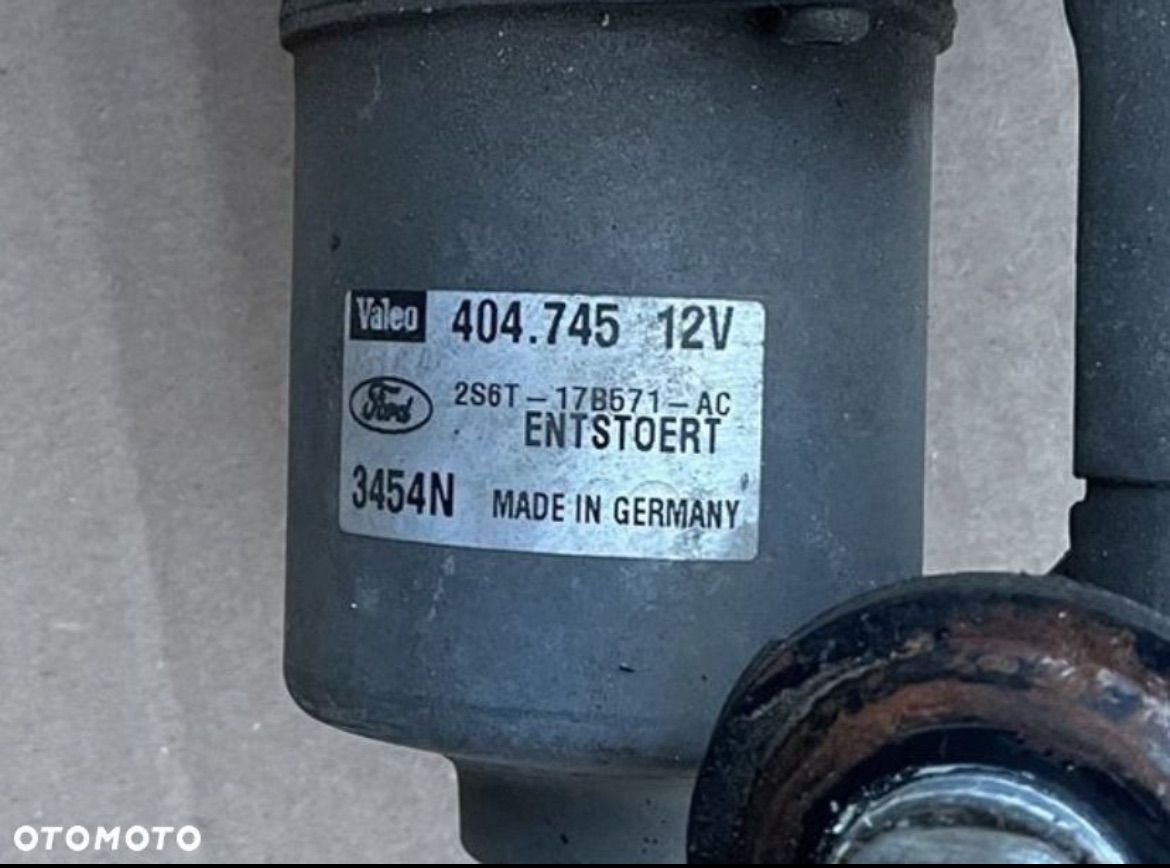 Valeo 404.745 12V
Ford 2S6T-17B571-AC
ENTSTOERT
3454N MADE IN GERMANY
OTOMOTO